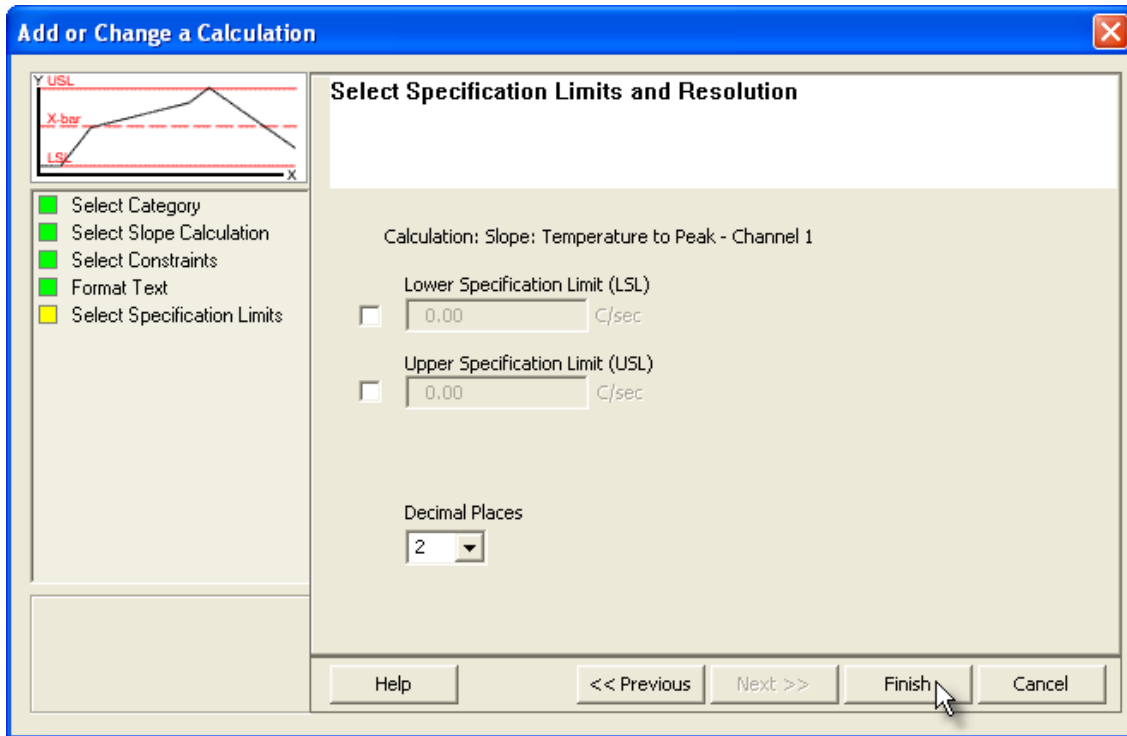 Add or Change a Calculation
Y USL
X-bar
LSL
X
Select Specification Limits and Resolution
Select Category
Select Slope Calculation
Select Constraints
Format Text
Select Specification Limits
Calculation: Slope: Temperature to Peak - Channel 1
Lower Specification Limit (LSL)
0.00 C/sec
Upper Specification Limit (USL)
0.00 C/sec
Decimal Places
2
Help << Previous Next >> Finish Cancel